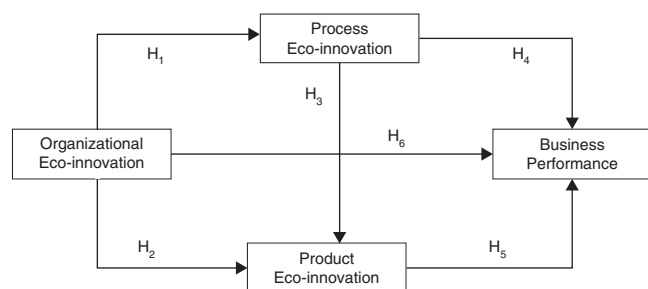 Process
Eco-innovation
H₁
H₄
H₃
Organizational
Eco-innovation
H₆
Business
Performance
H₂
H₅
Product
Eco-innovation